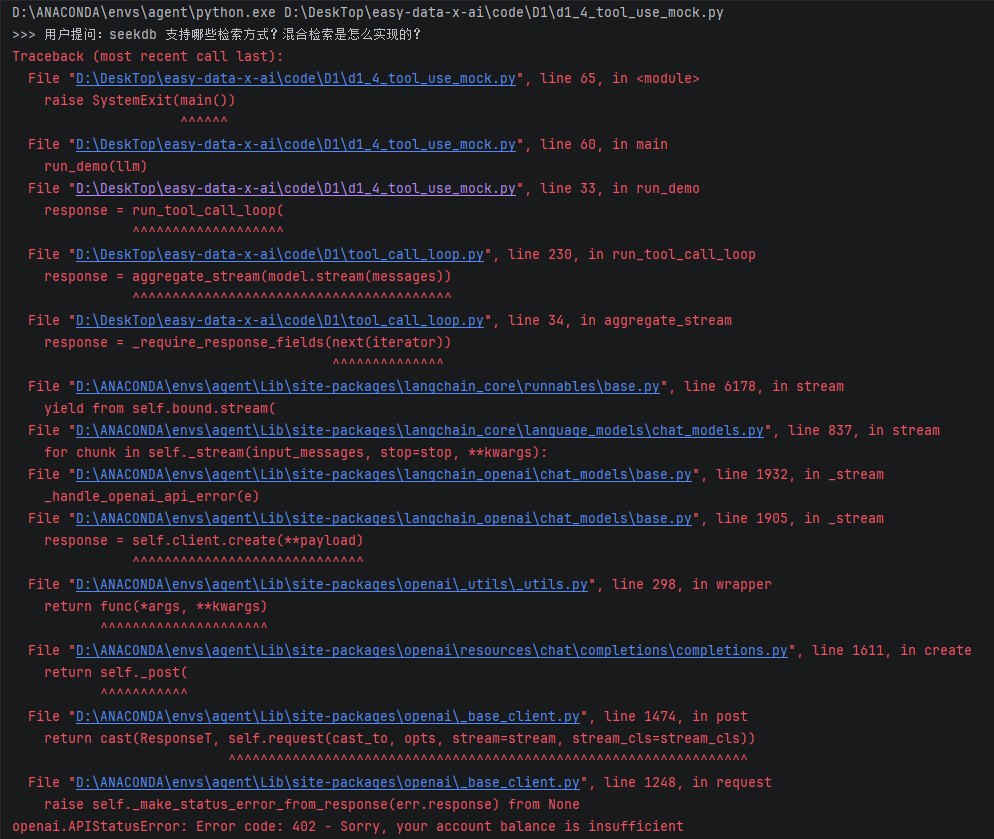 D:\ANACONDA\envs\agent\python.exe D:\DeskTop\easy-data-x-ai\code\D1\d1_4_tool_use_mock.py
>>> 用户提问：seekdb 支持哪些检索方式？混合检索是怎么实现的？
Traceback (most recent call last):
  File "D:\DeskTop\easy-data-x-ai\code\D1\d1_4_tool_use_mock.py", line 65, in <module>
    raise SystemExit(main())
                     ^^^^^^
  File "D:\DeskTop\easy-data-x-ai\code\D1\d1_4_tool_use_mock.py", line 60, in main
    run_demo(llm)
  File "D:\DeskTop\easy-data-x-ai\code\D1\d1_4_tool_use_mock.py", line 33, in run_demo
    response = run_tool_call_loop(
               ^^^^^^^^^^^^^^^^^^^
  File "D:\DeskTop\easy-data-x-ai\code\D1\tool_call_loop.py", line 230, in run_tool_call_loop
    response = aggregate_stream(model.stream(messages))
               ^^^^^^^^^^^^^^^^^^^^^^^^^^^^^^^^^^^^^^^^
  File "D:\DeskTop\easy-data-x-ai\code\D1\tool_call_loop.py", line 34, in aggregate_stream
    response = _require_response_fields(next(iterator))
                                        ^^^^^^^^^^^^^^
  File "D:\ANACONDA\envs\agent\Lib\site-packages\langchain_core\runnables\base.py", line 6178, in stream
    yield from self.bound.stream(
  File "D:\ANACONDA\envs\agent\Lib\site-packages\langchain_core\language_models\chat_models.py", line 837, in stream
    for chunk in self._stream(input_messages, stop=stop, **kwargs):
  File "D:\ANACONDA\envs\agent\Lib\site-packages\langchain_openai\chat_models\base.py", line 1932, in _stream
    _handle_openai_api_error(e)
  File "D:\ANACONDA\envs\agent\Lib\site-packages\langchain_openai\chat_models\base.py", line 1905, in _stream
    response = self.client.create(**payload)
               ^^^^^^^^^^^^^^^^^^^^^^^^^^^^^
  File "D:\ANACONDA\envs\agent\Lib\site-packages\openai\_utils\_utils.py", line 298, in wrapper
    return func(*args, **kwargs)
           ^^^^^^^^^^^^^^^^^^^^^
  File "D:\ANACONDA\envs\agent\Lib\site-packages\openai\resources\chat\completions\completions.py", line 1611, in create
    return self._post(
           ^^^^^^^^^^^
  File "D:\ANACONDA\envs\agent\Lib\site-packages\openai\_base_client.py", line 1474, in post
    return cast(ResponseT, self.request(cast_to, opts, stream=stream, stream_cls=stream_cls))
                           ^^^^^^^^^^^^^^^^^^^^^^^^^^^^^^^^^^^^^^^^^^^^^^^^^^^^^^^^^^^^^^^^^
  File "D:\ANACONDA\envs\agent\Lib\site-packages\openai\_base_client.py", line 1248, in request
    raise self._make_status_error_from_response(err.response) from None
openai.APIStatusError: Error code: 402 - Sorry, your account balance is insufficient